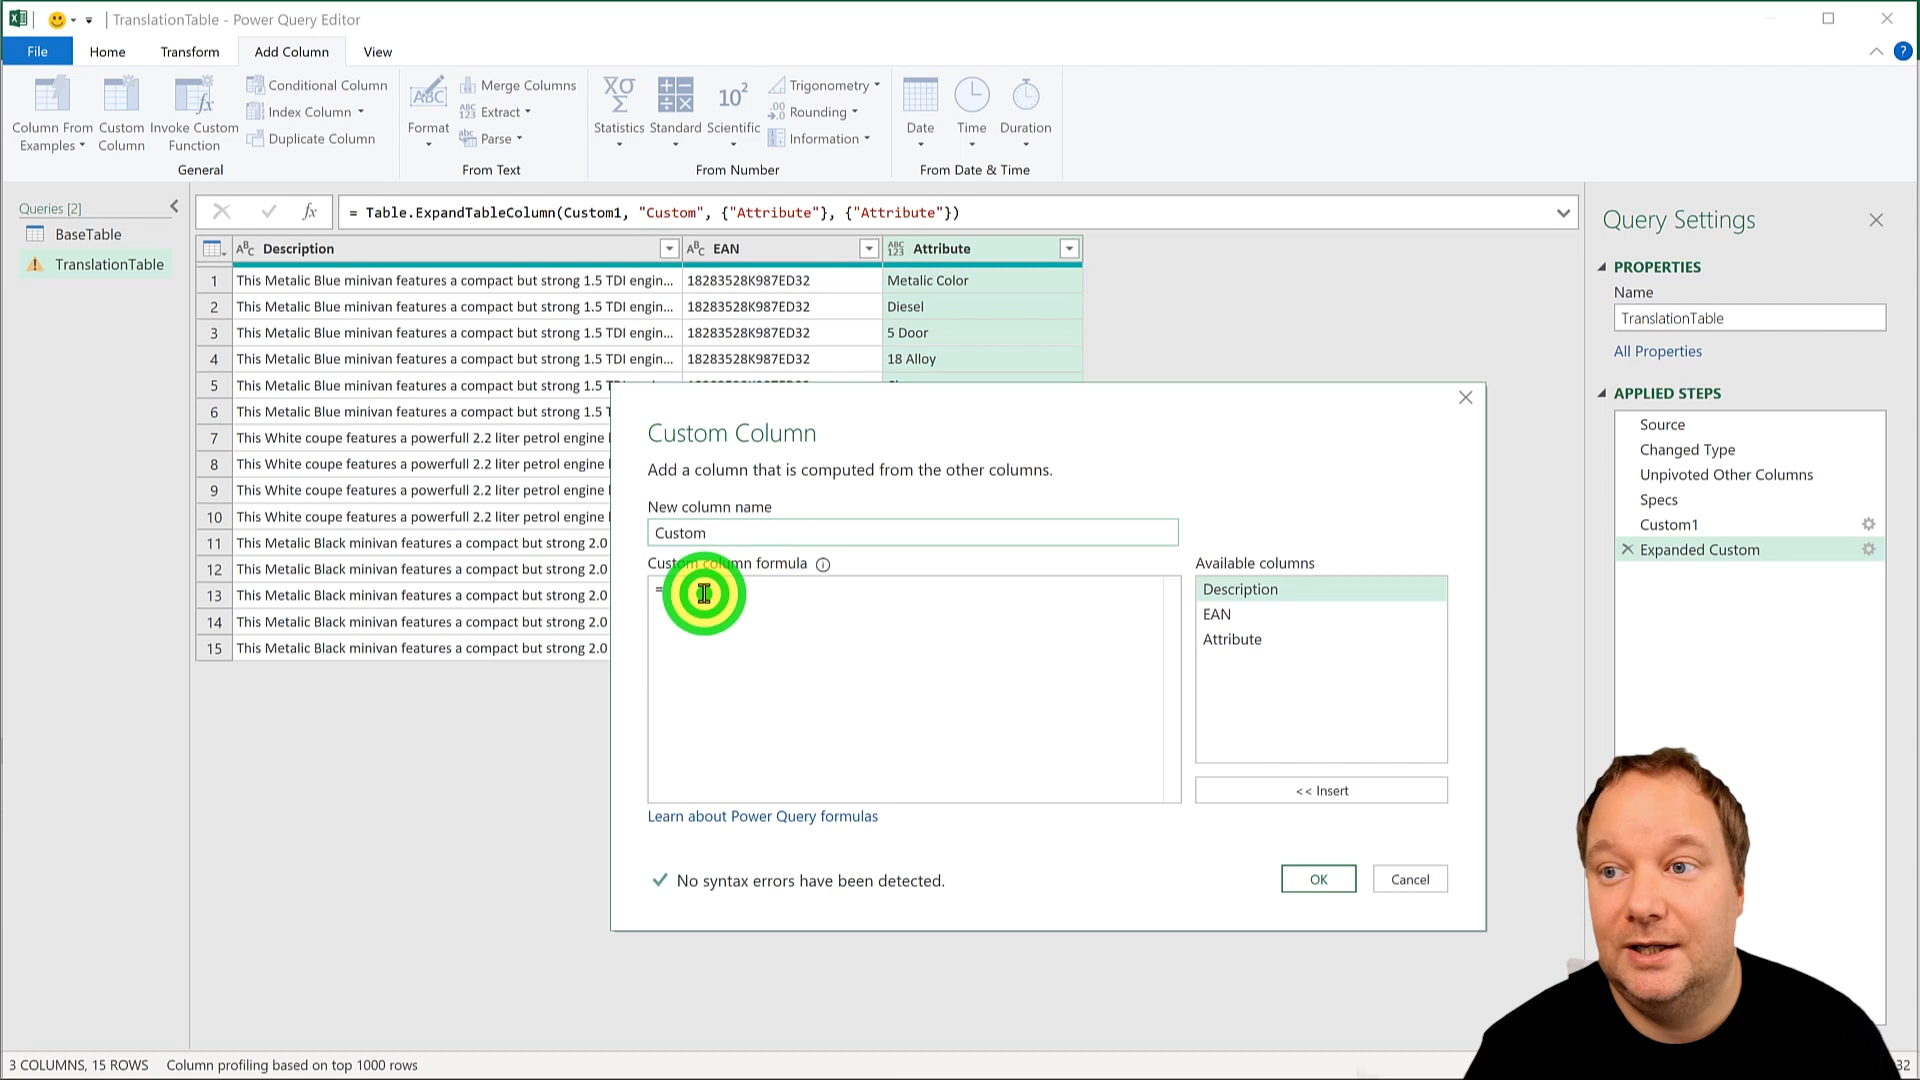 TranslationTable - Power Query Editor
File Home Transform Add Column View
Column From Examples
Custom Column
Invoke Custom Function
Conditional Column
Index Column
Duplicate Column
General
Format
Merge Columns
Extract
Parse
From Text
Statistics Standard Scientific
Trigonometry
Rounding
Information
From Number
Date Time Duration
From Date & Time
Queries [2]
BaseTable
TranslationTable
= Table.ExpandTableColumn(Custom1, "Custom", {"Attribute"}, {"Attribute"})
Description EAN Attribute
1 This Metalic Blue minivan features a compact but strong 1.5 TDI engin... 18283528K987ED32 Metalic Color
2 This Metalic Blue minivan features a compact but strong 1.5 TDI engin... 18283528K987ED32 Diesel
3 This Metalic Blue minivan features a compact but strong 1.5 TDI engin... 18283528K987ED32 5 Door
4 This Metalic Blue minivan features a compact but strong 1.5 TDI engin... 18283528K987ED32 18 Alloy
5 This Metalic Blue minivan features a compact but strong 1.5
6 This Metalic Blue minivan features a compact but strong 1.5
7 This White coupe features a powerfull 2.2 liter petrol engine
8 This White coupe features a powerfull 2.2 liter petrol engine
9 This White coupe features a powerfull 2.2 liter petrol engine
10 This White coupe features a powerfull 2.2 liter petrol engine
11 This Metalic Black minivan features a compact but strong 2.0
12 This Metalic Black minivan features a compact but strong 2.0
13 This Metalic Black minivan features a compact but strong 2.0
14 This Metalic Black minivan features a compact but strong 2.0
15 This Metalic Black minivan features a compact but strong 2.0
Custom Column
Add a column that is computed from the other columns.
New column name
Custom
Custom column formula
=
Available columns
Description
EAN
Attribute
<< Insert
Learn about Power Query formulas
No syntax errors have been detected.
OK Cancel
Query Settings
PROPERTIES
Name
TranslationTable
All Properties
APPLIED STEPS
Source
Changed Type
Unpivoted Other Columns
Specs
Custom1
Expanded Custom
3 COLUMNS, 15 ROWS Column profiling based on top 1000 rows